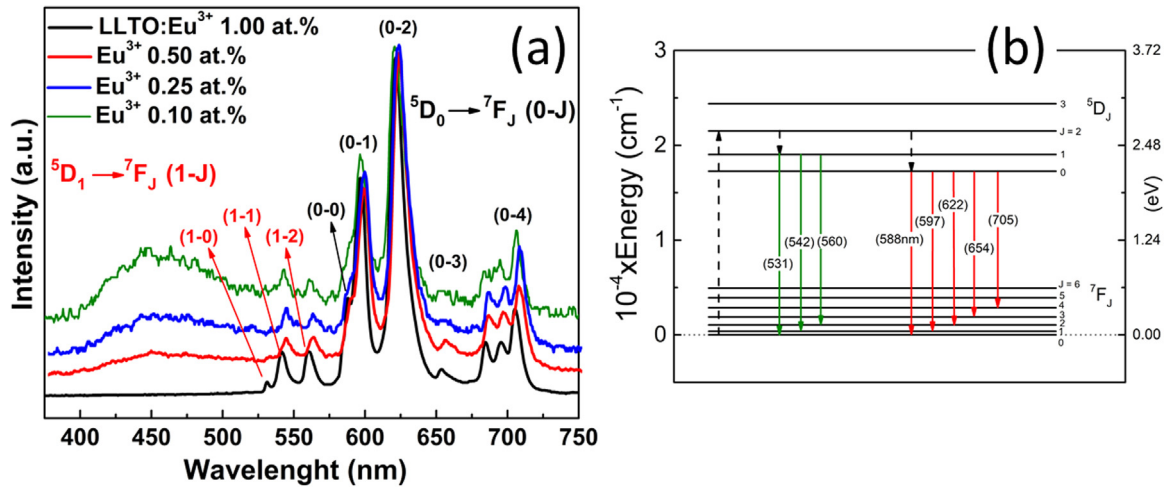 LLTO:Eu³⁺ 1.00 at.%
Eu³⁺ 0.50 at.%
Eu³⁺ 0.25 at.%
Eu³⁺ 0.10 at.%
(a)
(0-2)
⁵D₀ → ⁷F_J (0-J)
(0-1)
⁵D₁ → ⁷F_J (1-J)
(0-0)
(1-1)
(1-0)
(1-2)
(0-4)
(0-3)
Intensity (a.u.)
400 450 500 550 600 650 700 750
Wavelenght (nm)
(b)
10⁻⁴xEnergy (cm⁻¹)
3
2
1
0
3 ⁵D_J
J = 2
1
0
(622)
(597)
(705)
(542) (560)
(588nm)
(654)
(531)
J = 6
5 ⁷F_J
4
3
2
1
0
3.72
2.48
1.24
0.00
(eV)